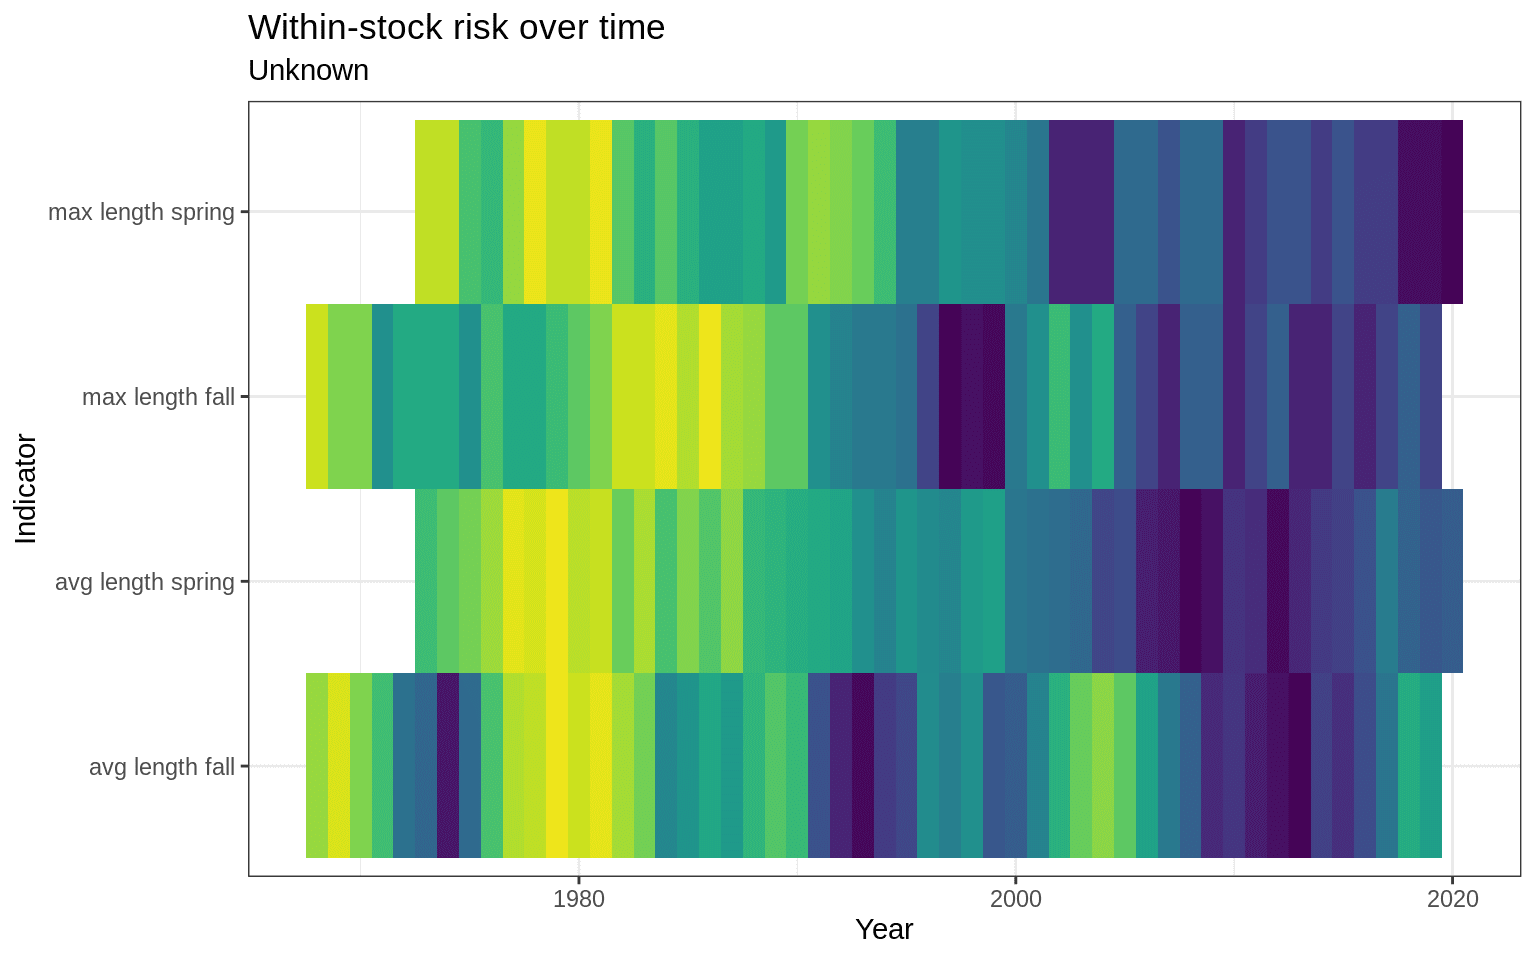 Within-stock risk over time
Unknown
max length spring
max length fall
avg length spring
avg length fall
Indicator
1980
2000
2020
Year